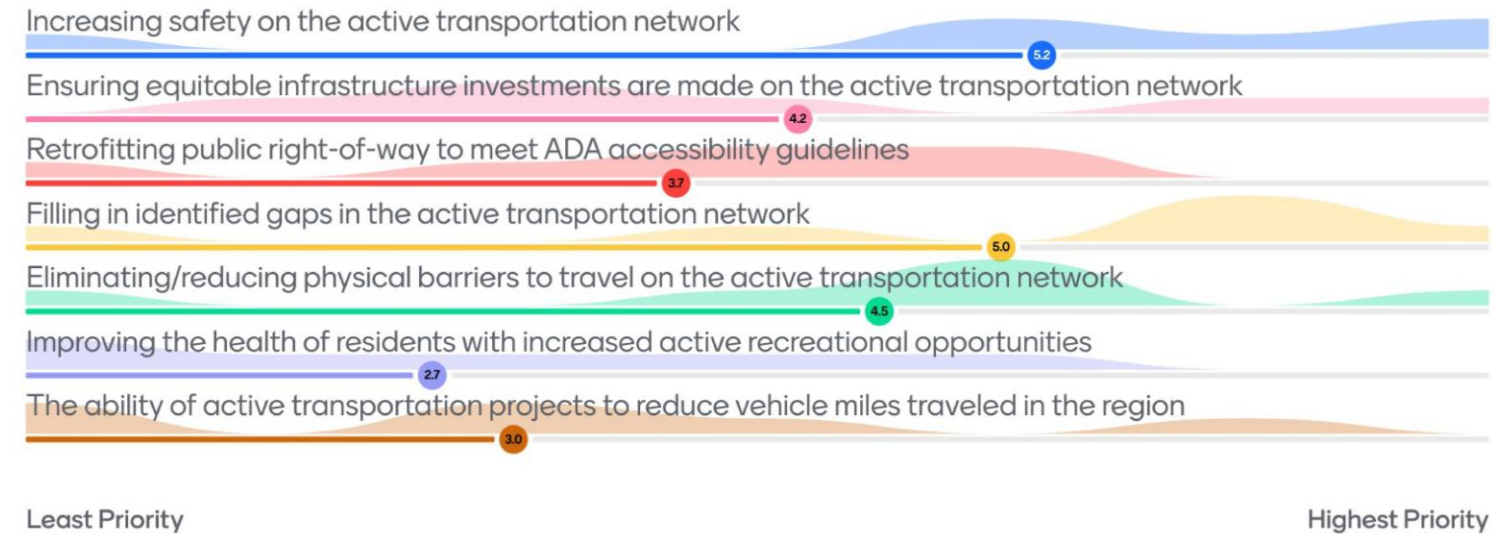 Increasing safety on the active transportation network
5.2
Ensuring equitable infrastructure investments are made on the active transportation network
4.2
Retrofitting public right-of-way to meet ADA accessibility guidelines
3.7
Filling in identified gaps in the active transportation network
5.0
Eliminating/reducing physical barriers to travel on the active transportation network
4.5
Improving the health of residents with increased active recreational opportunities
2.7
The ability of active transportation projects to reduce vehicle miles traveled in the region
3.0
Least Priority Highest Priority